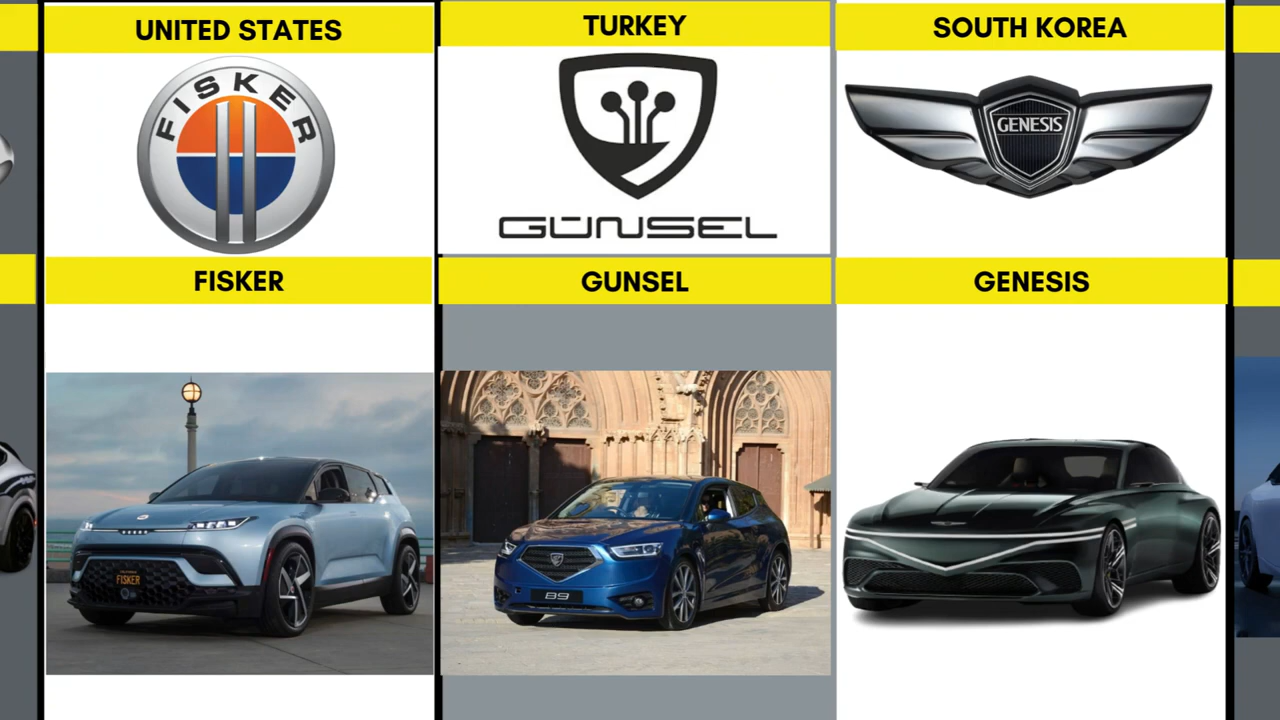 UNITED STATES
FISKER
FISKER
FISKER
TURKEY
GÜNSEL
GUNSEL
B9
SOUTH KOREA
GENESIS
GENESIS